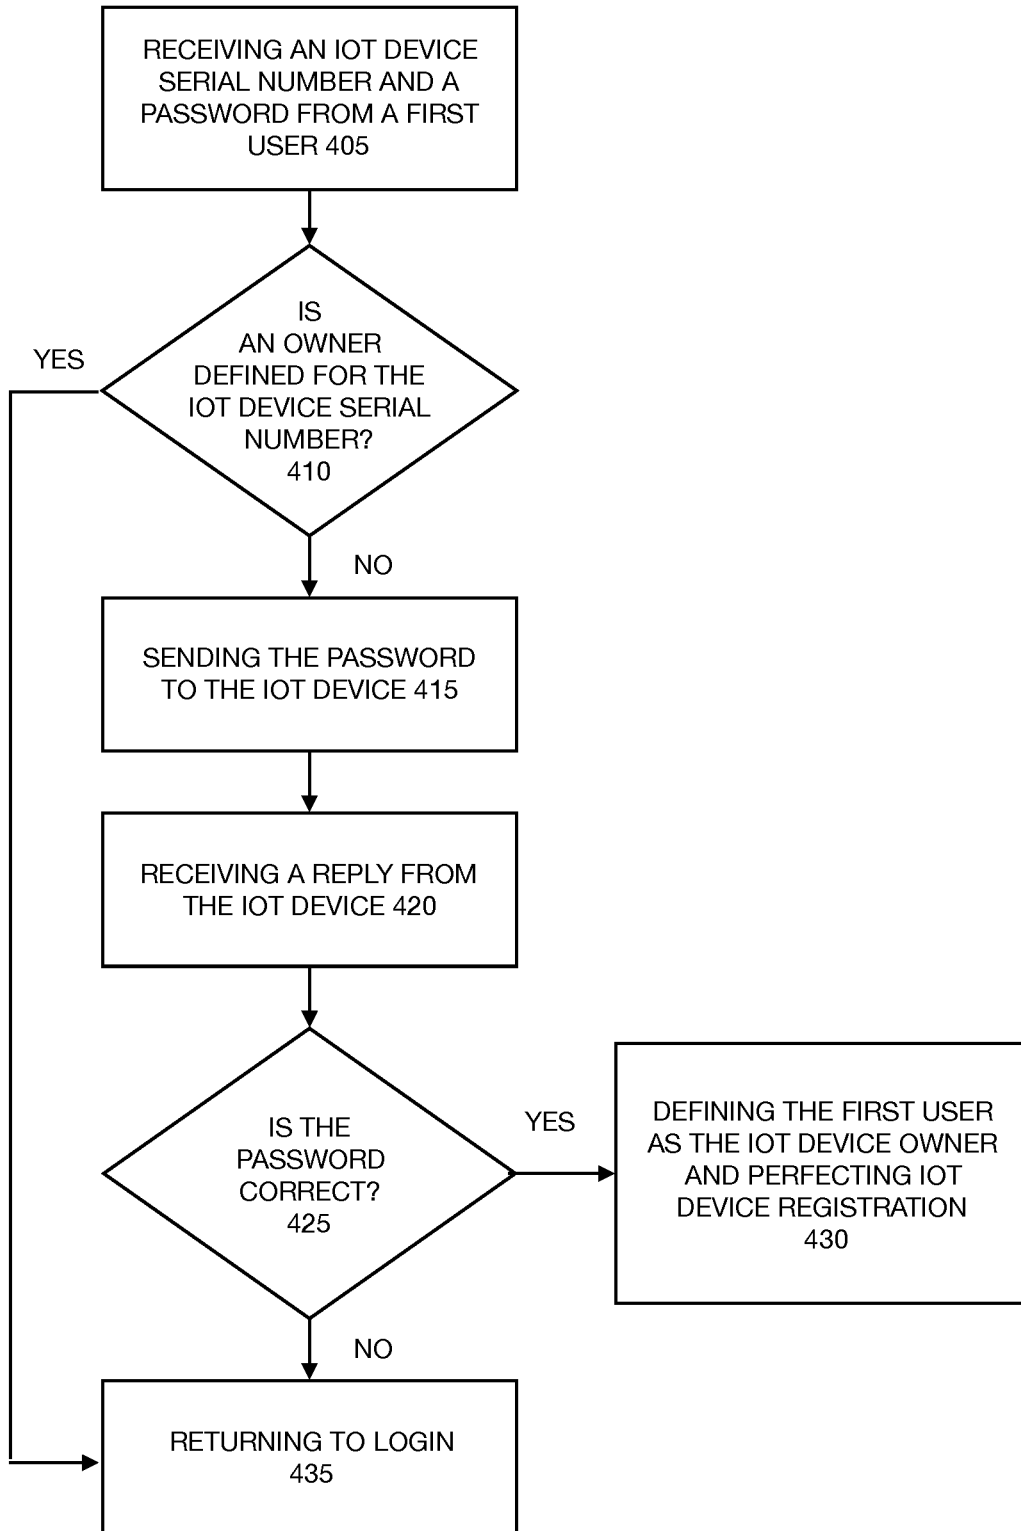 RECEIVING AN IOT DEVICE
SERIAL NUMBER AND A
PASSWORD FROM A FIRST
USER 405
IS
AN OWNER
DEFINED FOR THE
IOT DEVICE SERIAL
NUMBER?
410
YES
NO
SENDING THE PASSWORD
TO THE IOT DEVICE 415
RECEIVING A REPLY FROM
THE IOT DEVICE 420
IS THE
PASSWORD
CORRECT?
425
YES
DEFINING THE FIRST USER
AS THE IOT DEVICE OWNER
AND PERFECTING IOT
DEVICE REGISTRATION
430
NO
RETURNING TO LOGIN
435